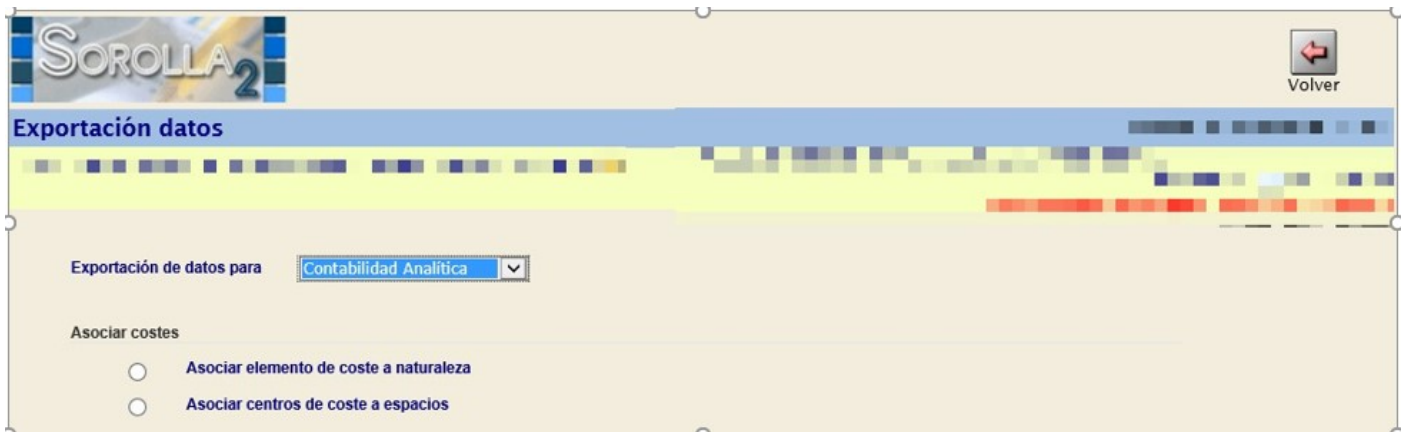 SOROLLA2
Volver
Exportación datos
Exportación de datos para Contabilidad Analítica
Asociar costes
Asociar elemento de coste a naturaleza
Asociar centros de coste a espacios